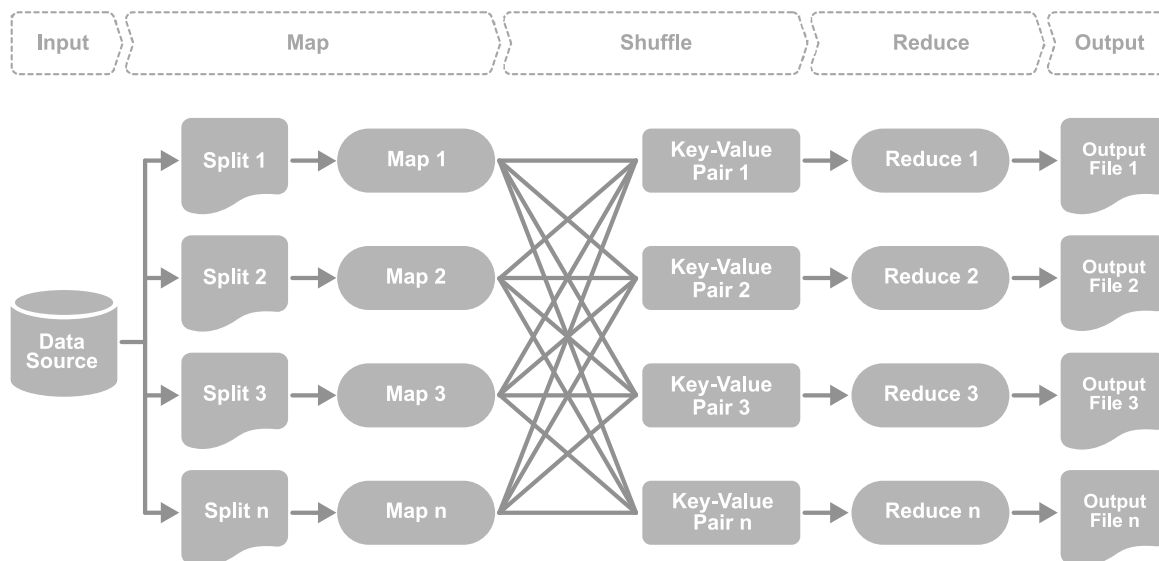 Input
Map
Shuffle
Reduce
Output
Split 1
Map 1
Key-Value
Pair 1
Reduce 1
Output
File 1
Split 2
Map 2
Key-Value
Pair 2
Reduce 2
Output
File 2
Data
Source
Split 3
Map 3
Key-Value
Pair 3
Reduce 3
Output
File 3
Split n
Map n
Key-Value
Pair n
Reduce n
Output
File n